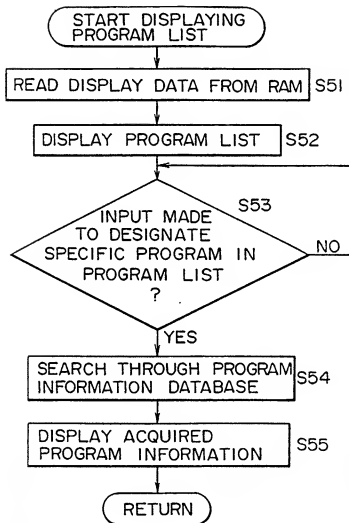 START DISPLAYING
PROGRAM LIST
READ DISPLAY DATA FROM RAM S51
DISPLAY PROGRAM LIST S52
S53
INPUT MADE
TO DESIGNATE
SPECIFIC PROGRAM IN
PROGRAM LIST
?
NO
YES
SEARCH THROUGH PROGRAM
INFORMATION DATABASE S54
DISPLAY ACQUIRED
PROGRAM INFORMATION S55
RETURN